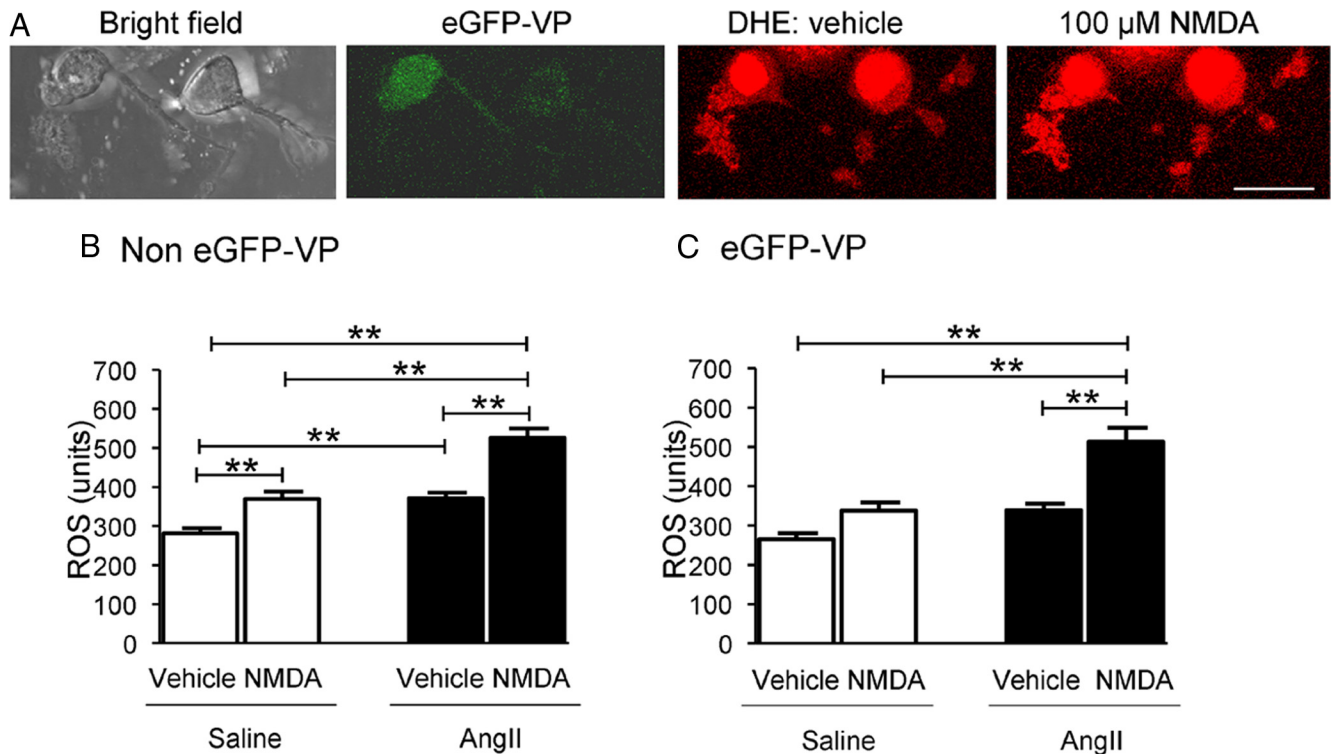 A
Bright field
eGFP-VP
DHE: vehicle
100 µM NMDA
B Non eGFP-VP
**
**
**
**
**
700
600
500
400
300
200
100
0
ROS (units)
Vehicle NMDA
Vehicle NMDA
Saline
AngII
C eGFP-VP
**
**
**
700
600
500
400
300
200
100
0
ROS (units)
Vehicle NMDA
Vehicle NMDA
Saline
AngII